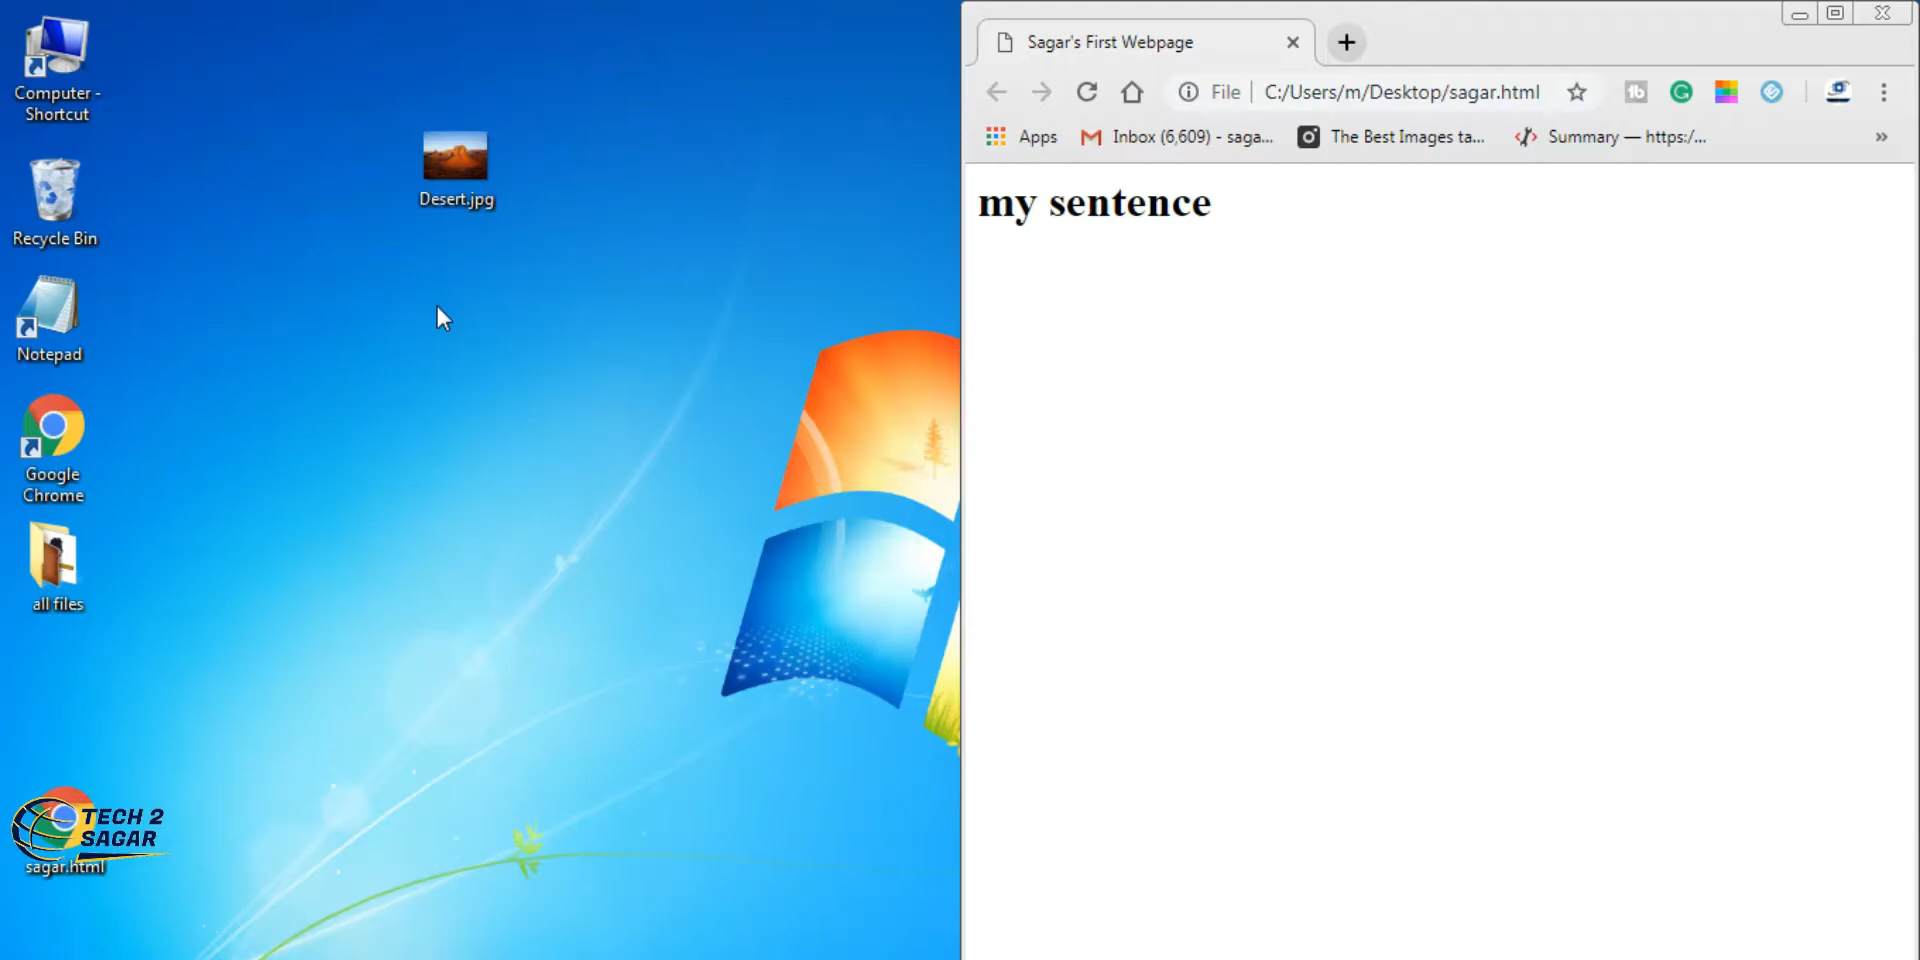 Computer -
Shortcut
Recycle Bin
Notepad
Google
Chrome
all files
TECH 2
SAGAR
sagar.html
Desert.jpg
Sagar's First Webpage
File
C:/Users/m/Desktop/sagar.html
Apps
Inbox (6,609) - saga...
The Best Images ta...
Summary — https:/...
my sentence